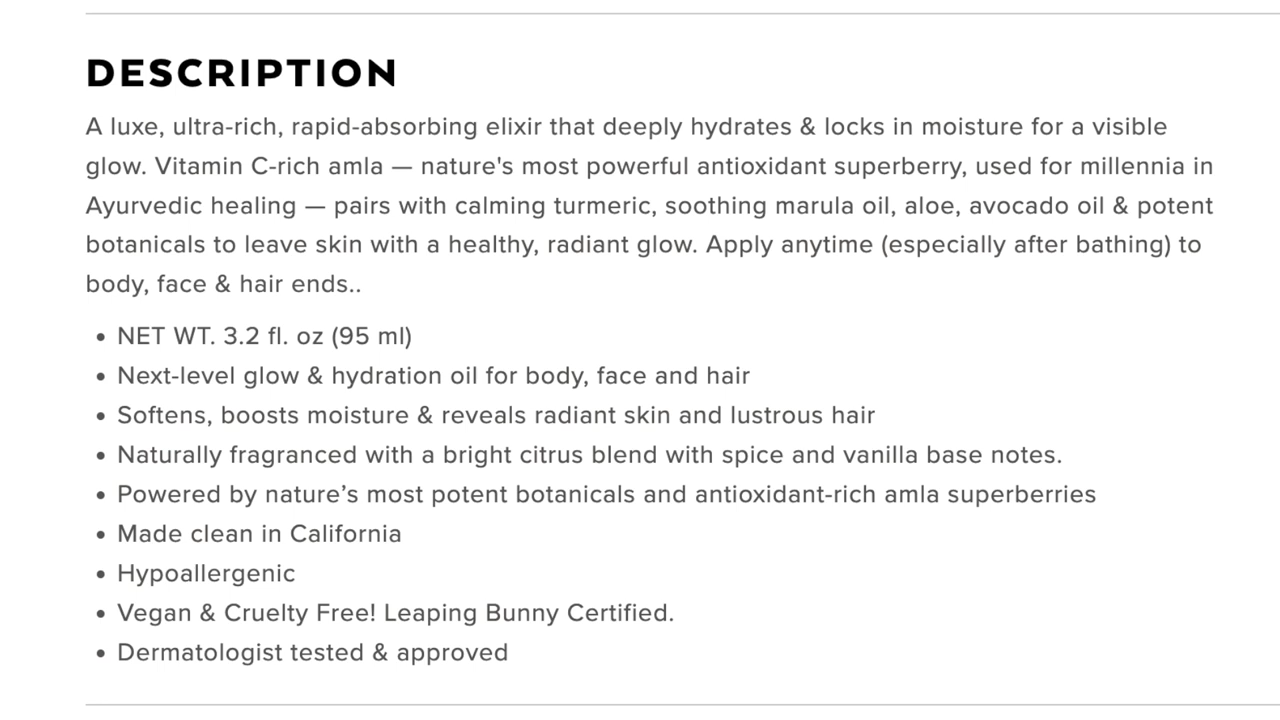 DESCRIPTION
A luxe, ultra-rich, rapid-absorbing elixir that deeply hydrates & locks in moisture for a visible
glow. Vitamin C-rich amla — nature's most powerful antioxidant superberry, used for millennia in
Ayurvedic healing — pairs with calming turmeric, soothing marula oil, aloe, avocado oil & potent
botanicals to leave skin with a healthy, radiant glow. Apply anytime (especially after bathing) to
body, face & hair ends..
• NET WT. 3.2 fl. oz (95 ml)
• Next-level glow & hydration oil for body, face and hair
• Softens, boosts moisture & reveals radiant skin and lustrous hair
• Naturally fragranced with a bright citrus blend with spice and vanilla base notes.
• Powered by nature’s most potent botanicals and antioxidant-rich amla superberries
• Made clean in California
• Hypoallergenic
• Vegan & Cruelty Free! Leaping Bunny Certified.
• Dermatologist tested & approved